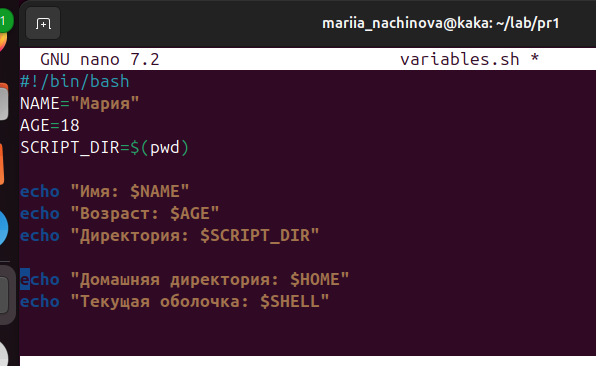 1
mariia_nachinova@kaka: ~/lab/pr1
GNU nano 7.2 variables.sh *
#!/bin/bash
NAME="Мария"
AGE=18
SCRIPT_DIR=$(pwd)
echo "Имя: $NAME"
echo "Возраст: $AGE"
echo "Директория: $SCRIPT_DIR"
echo "Домашняя директория: $HOME"
echo "Текущая оболочка: $SHELL"